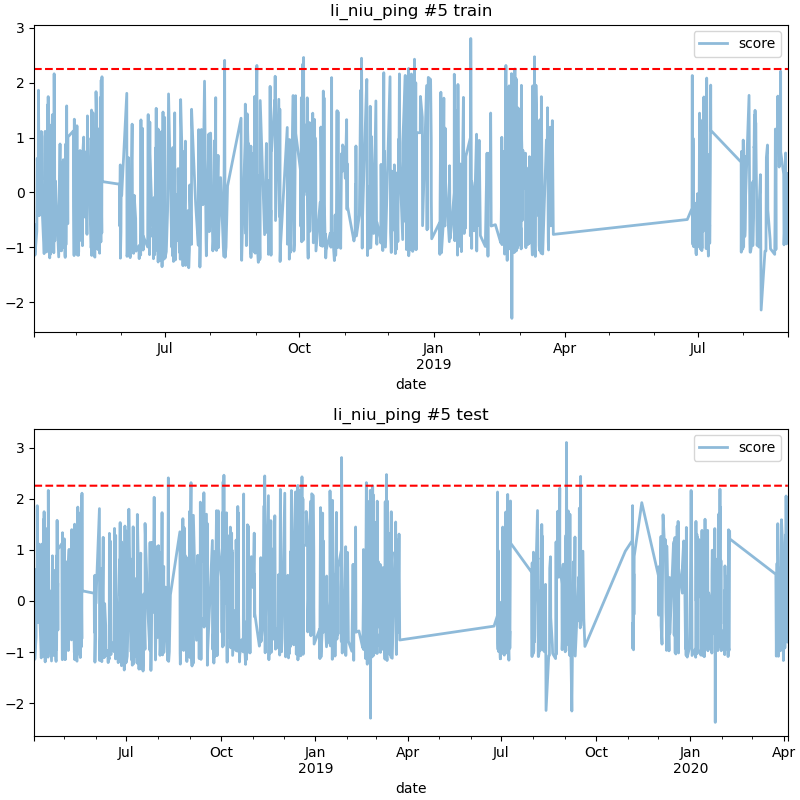 li_niu_ping #5 train
score
3
2
1
0
−1
−2
Jul
Oct
Jan
2019
Apr
Jul
date
li_niu_ping #5 test
score
3
2
1
0
−1
−2
Jul
Oct
Jan
2019
Apr
Jul
Oct
Jan
2020
Apr
date